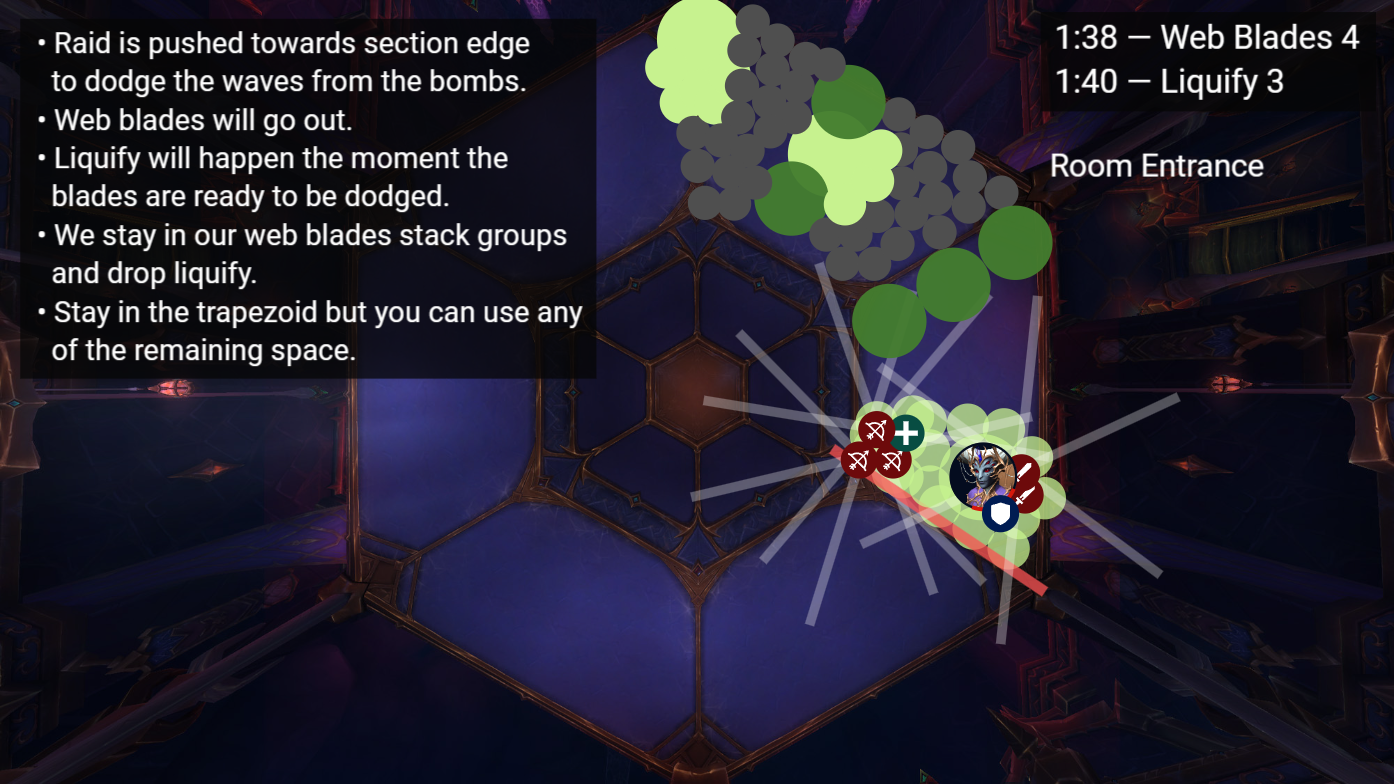 • Raid is pushed towards section edge
to dodge the waves from the bombs.
• Web blades will go out.
• Liquify will happen the moment the
blades are ready to be dodged.
• We stay in our web blades stack groups
and drop liquify.
• Stay in the trapezoid but you can use any
of the remaining space.
1:38 — Web Blades 4
1:40 — Liquify 3
Room Entrance